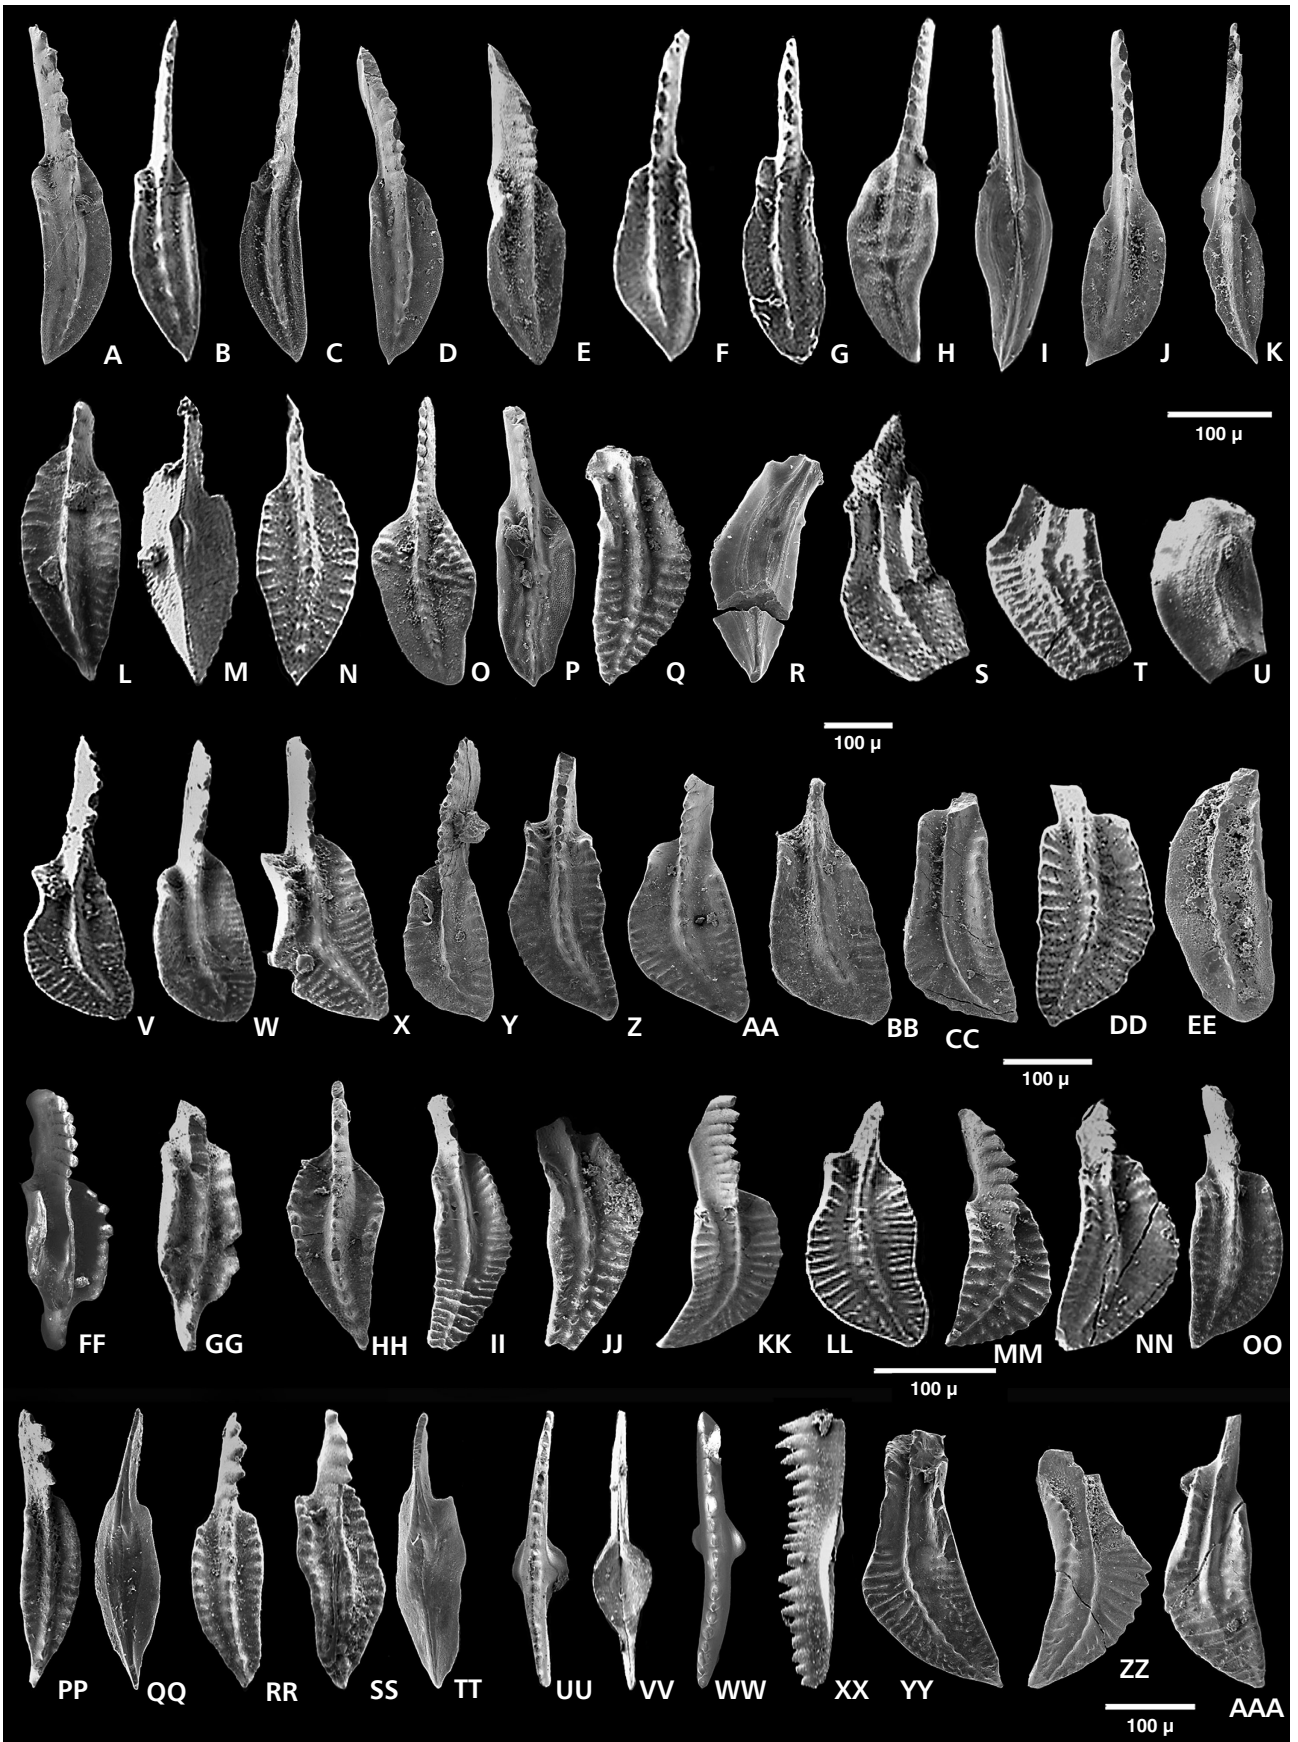 A B C D E F G H I J K
100 µ
L M N O P Q R S T U
100 µ
V W X Y Z AA BB CC DD EE
100 µ
FF GG HH II JJ KK LL MM NN OO
100 µ
PP QQ RR SS TT UU VV WW XX YY ZZ AAA
100 µ